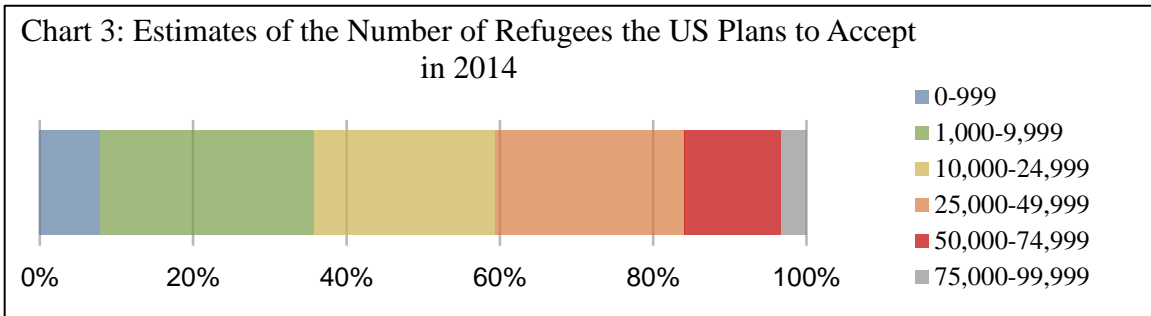 Chart 3: Estimates of the Number of Refugees the US Plans to Accept
in 2014
0-999
1,000-9,999
10,000-24,999
25,000-49,999
50,000-74,999
75,000-99,999
0% 20% 40% 60% 80% 100%